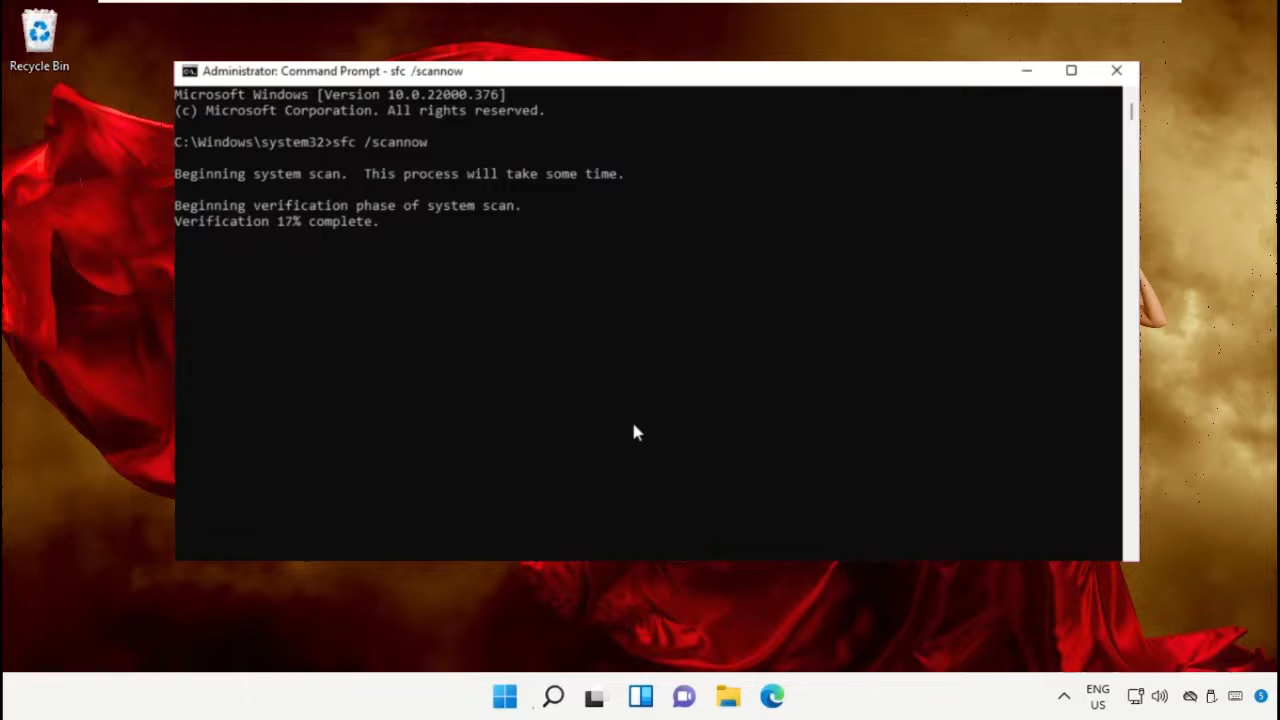 Recycle Bin
Administrator: Command Prompt - sfc /scannow
Microsoft Windows [Version 10.0.22000.376]
(c) Microsoft Corporation. All rights reserved.
C:\Windows\system32>sfc /scannow
Beginning system scan.  This process will take some time.
Beginning verification phase of system scan.
Verification 17% complete.
ENG
US
5